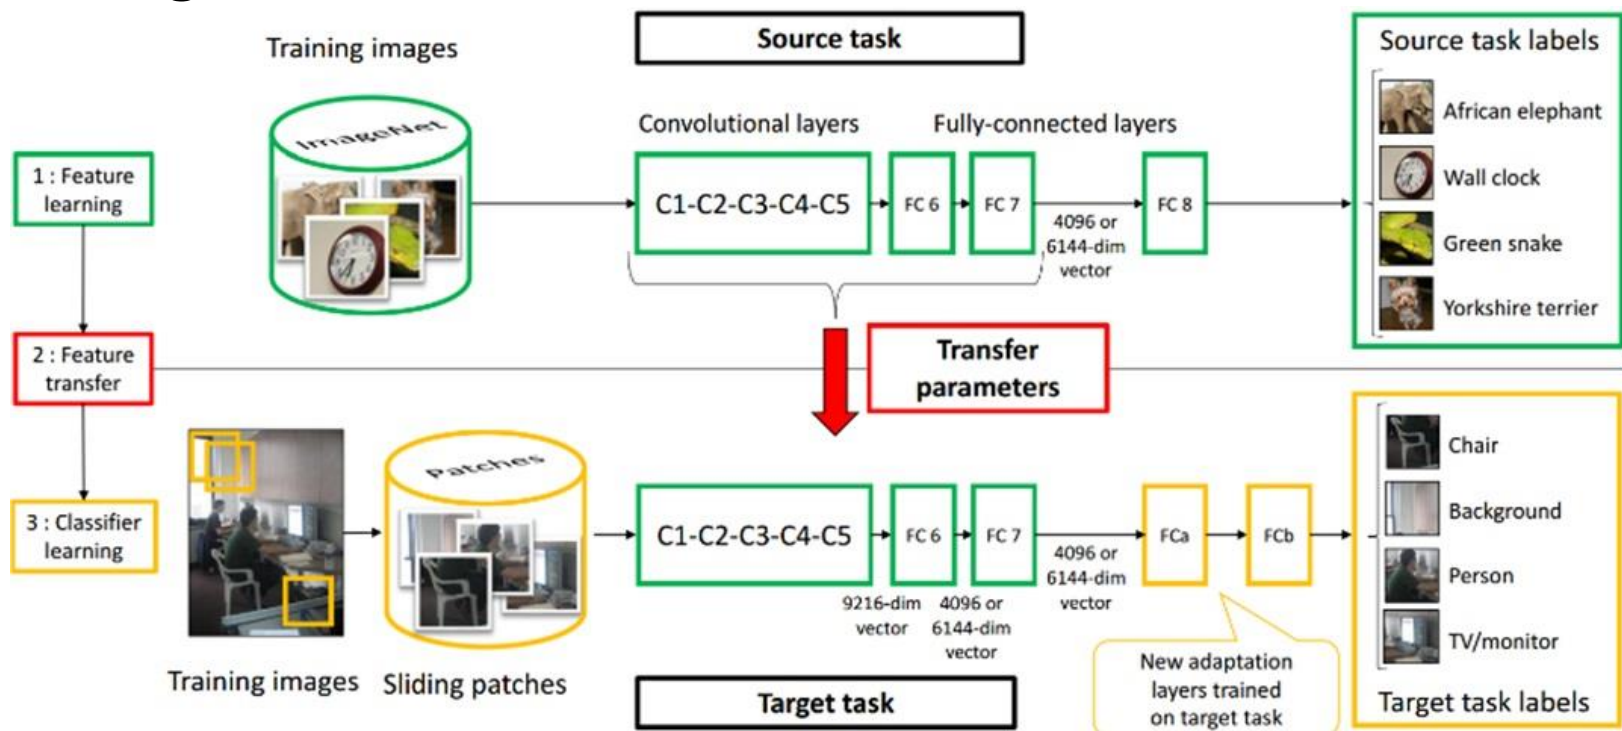 Source task
Training images
Source task labels
ImageNet
Convolutional layers
Fully-connected layers
African elephant
1 : Feature
learning
Wall clock
C1-C2-C3-C4-C5
FC 6
FC 7
FC 8
4096 or
6144-dim
vector
Green snake
Yorkshire terrier
2 : Feature
transfer
Transfer
parameters
Chair
Patches
3 : Classifier
learning
Background
C1-C2-C3-C4-C5
FC 6
FC 7
FCa
FCb
4096 or
6144-dim
vector
Person
9216-dim
vector
4096 or
6144-dim
vector
TV/monitor
New adaptation
layers trained
on target task
Training images
Sliding patches
Target task
Target task labels